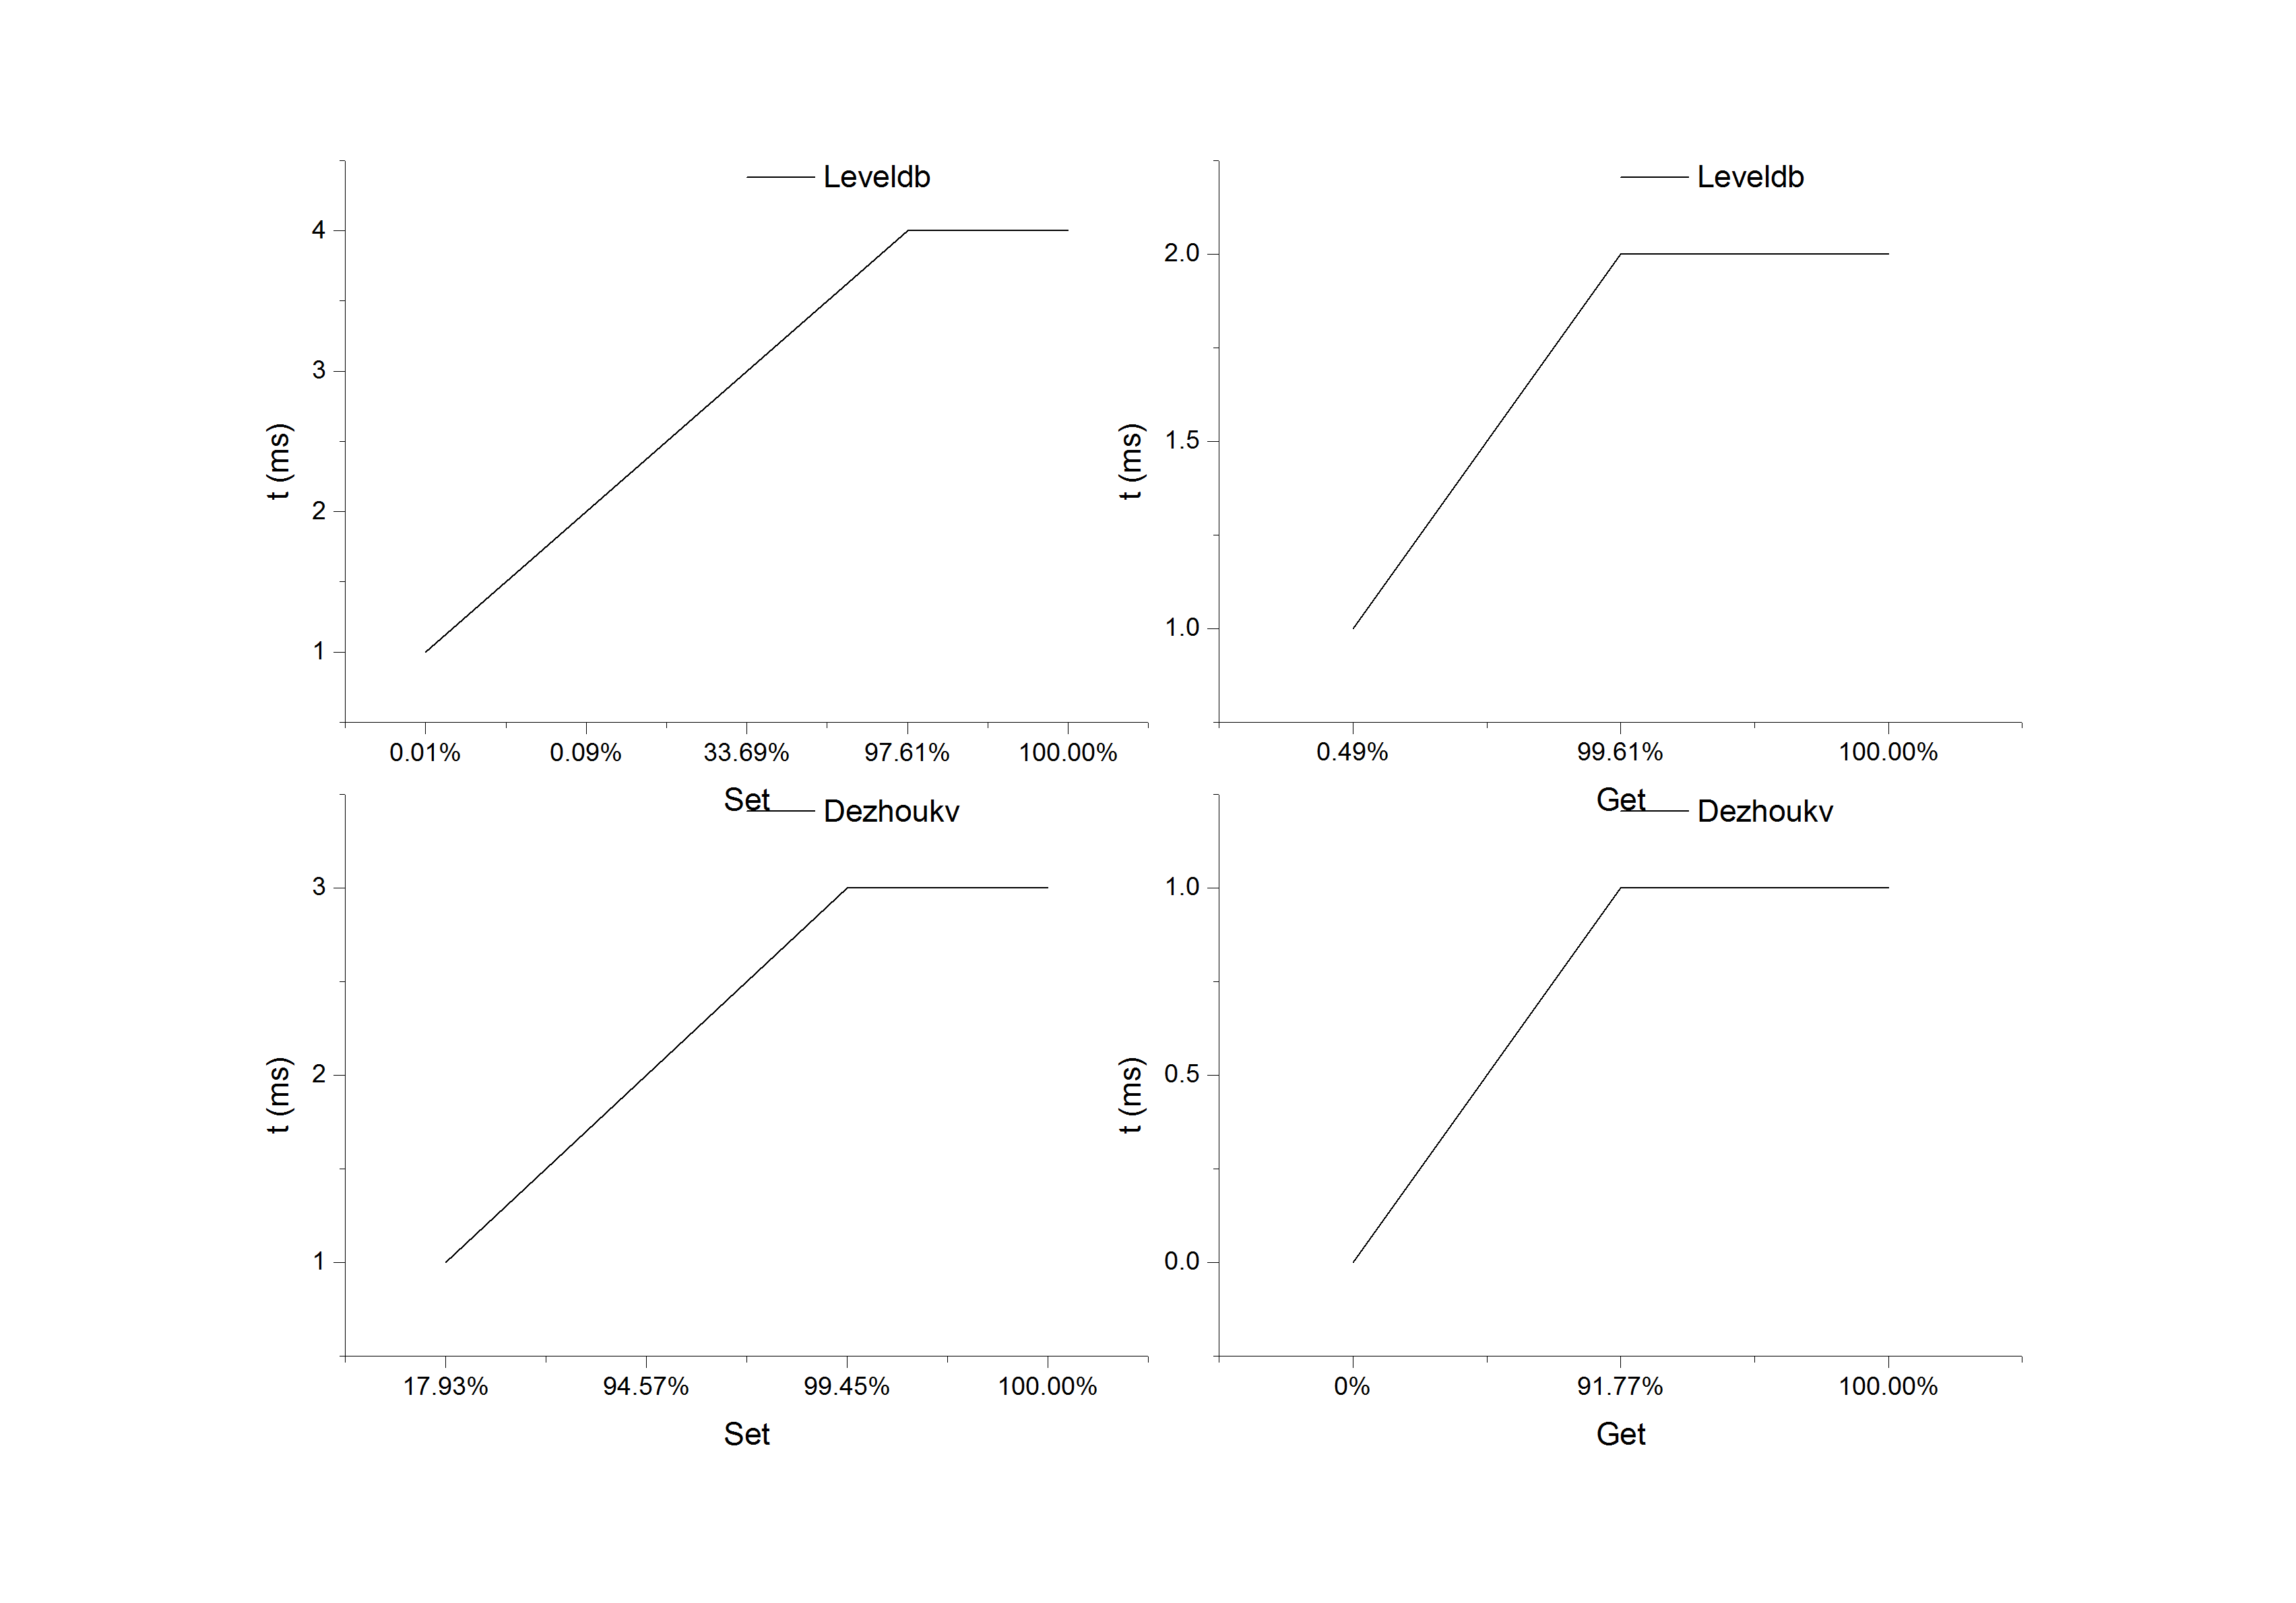 Leveldb
4
3
2
1
t (ms)
0.01% 0.09% 33.69% 97.61% 100.00%
Set
Leveldb
2.0
1.5
1.0
t (ms)
0.49% 99.61% 100.00%
Get
Dezhoukv
3
2
1
t (ms)
17.93% 94.57% 99.45% 100.00%
Set
Dezhoukv
1.0
0.5
0.0
t (ms)
0% 91.77% 100.00%
Get